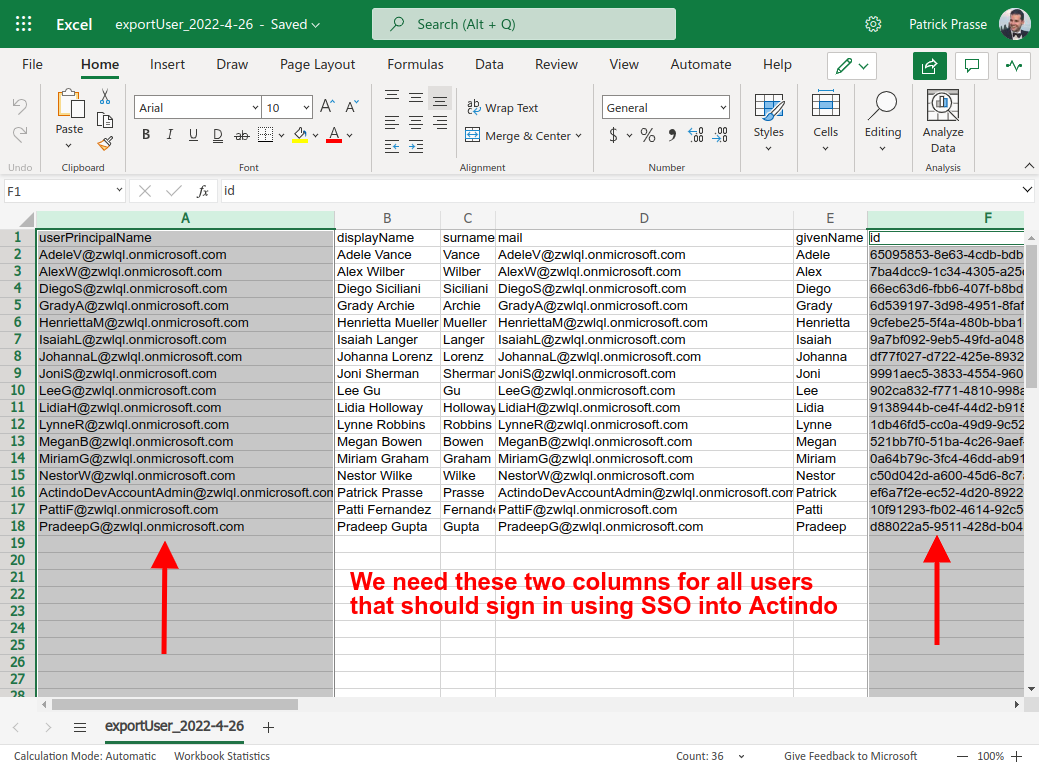 Excel exportUser_2022-4-26 - Saved Search (Alt + Q) Patrick Prasse
File Home Insert Draw Page Layout Formulas Data Review View Automate Help
Arial 10 A A Wrap Text General
Paste B I U D ab A Merge & Center $ % Styles Cells Editing Analyze Data
Undo Clipboard Font Alignment Number Analysis
F1 fx id
A B C D E F
1 userPrincipalName displayName surname mail givenName id
2 AdeleV@zwlql.onmicrosoft.com Adele Vance Vance AdeleV@zwlql.onmicrosoft.com Adele 65095853-8e63-4cdb-bdb
3 AlexW@zwlql.onmicrosoft.com Alex Wilber Wilber AlexW@zwlql.onmicrosoft.com Alex 7ba4dcc9-1c34-4305-a25
4 DiegoS@zwlql.onmicrosoft.com Diego Siciliani Siciliani DiegoS@zwlql.onmicrosoft.com Diego 66ec63d6-fbb6-407f-b8bd
5 GradyA@zwlql.onmicrosoft.com Grady Archie Archie GradyA@zwlql.onmicrosoft.com Grady 6d539197-3d98-4951-8faf
6 HenriettaM@zwlql.onmicrosoft.com Henrietta Mueller Mueller HenriettaM@zwlql.onmicrosoft.com Henrietta 9cfebe25-5f4a-480b-bba1
7 IsaiahL@zwlql.onmicrosoft.com Isaiah Langer Langer IsaiahL@zwlql.onmicrosoft.com Isaiah 9a7bf092-9eb5-49fd-a048
8 JohannaL@zwlql.onmicrosoft.com Johanna Lorenz Lorenz JohannaL@zwlql.onmicrosoft.com Johanna df77f027-d722-425e-8932
9 JoniS@zwlql.onmicrosoft.com Joni Sherman Sherman JoniS@zwlql.onmicrosoft.com Joni 9991aec5-3833-4554-960
10 LeeG@zwlql.onmicrosoft.com Lee Gu Gu LeeG@zwlql.onmicrosoft.com Lee 902ca832-f771-4810-998a
11 LidiaH@zwlql.onmicrosoft.com Lidia Holloway Holloway LidiaH@zwlql.onmicrosoft.com Lidia 9138944b-ce4f-44d2-b918
12 LynneR@zwlql.onmicrosoft.com Lynne Robbins Robbins LynneR@zwlql.onmicrosoft.com Lynne 1db46fd5-cc0a-49d9-9c52
13 MeganB@zwlql.onmicrosoft.com Megan Bowen Bowen MeganB@zwlql.onmicrosoft.com Megan 521bb7f0-51ba-4c26-9aef
14 MiriamG@zwlql.onmicrosoft.com Miriam Graham Graham MiriamG@zwlql.onmicrosoft.com Miriam 0a64b79c-3fc4-46dd-ab91
15 NestorW@zwlql.onmicrosoft.com Nestor Wilke Wilke NestorW@zwlql.onmicrosoft.com Nestor c50d042d-a600-45d6-8c7
16 ActindoDevAccountAdmin@zwlql.onmicrosoft.com Patrick Prasse Prasse ActindoDevAccountAdmin@zwlql.onmicrosoft.com Patrick ef6a7f2e-ec52-4d20-8922
17 PattiF@zwlql.onmicrosoft.com Patti Fernandez Fernande PattiF@zwlql.onmicrosoft.com Patti 10f91293-fb02-4614-92c5
18 PradeepG@zwlql.onmicrosoft.com Pradeep Gupta Gupta PradeepG@zwlql.onmicrosoft.com Pradeep d88022a5-9511-428d-b04
19
20
21
We need these two columns for all users
22
that should sign in using SSO into Actindo
23
24
25
26
27
28
exportUser_2022-4-26
Calculation Mode: Automatic Workbook Statistics Count: 36 Give Feedback to Microsoft 100%